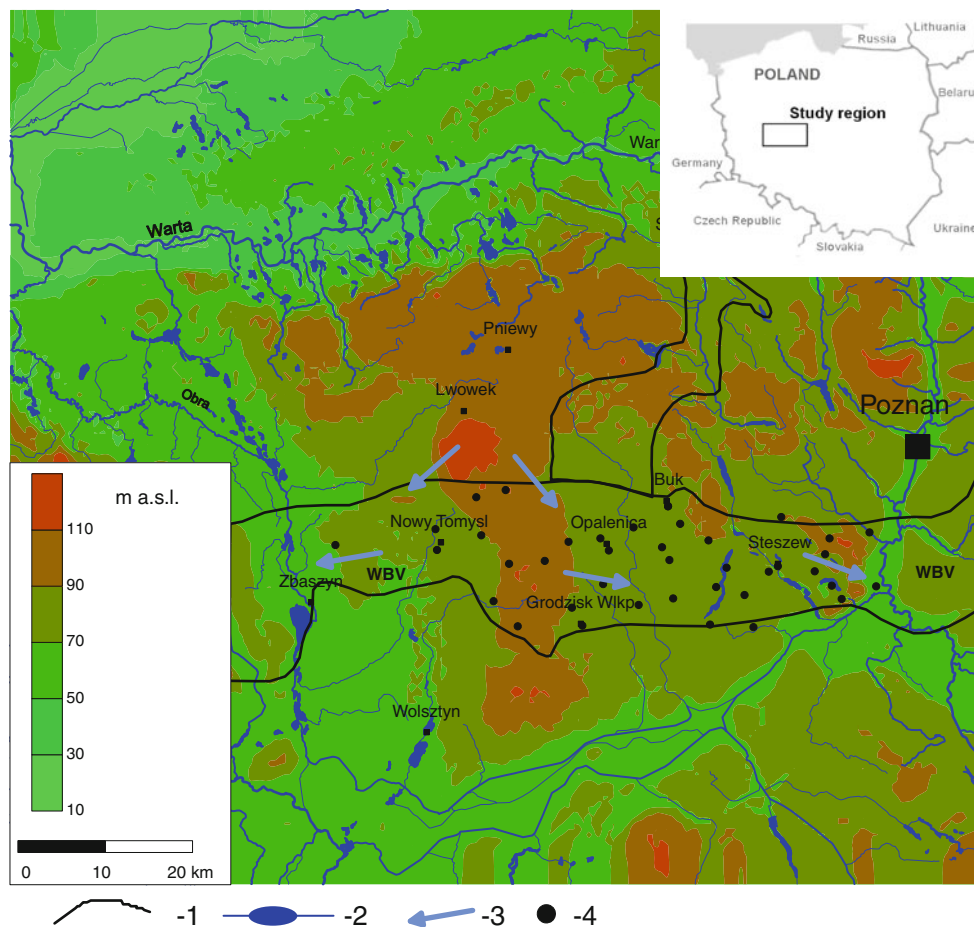 Lithuania
Russia
POLAND
Belaru
Study region
Germany
Czech Republic
Ukraine
Slovakia
War
Warta
S
Pniewy
Lwowek
Obra
Poznan
Buk
m a.s.l.
110
90
70
50
30
10
0 10 20 km
Nowy Tomysl
Opalenica
Steszew
WBV
WBV
Zbaszyn
Grodzisk Wlkp
Wolsztyn
-1 -2 -3 -4